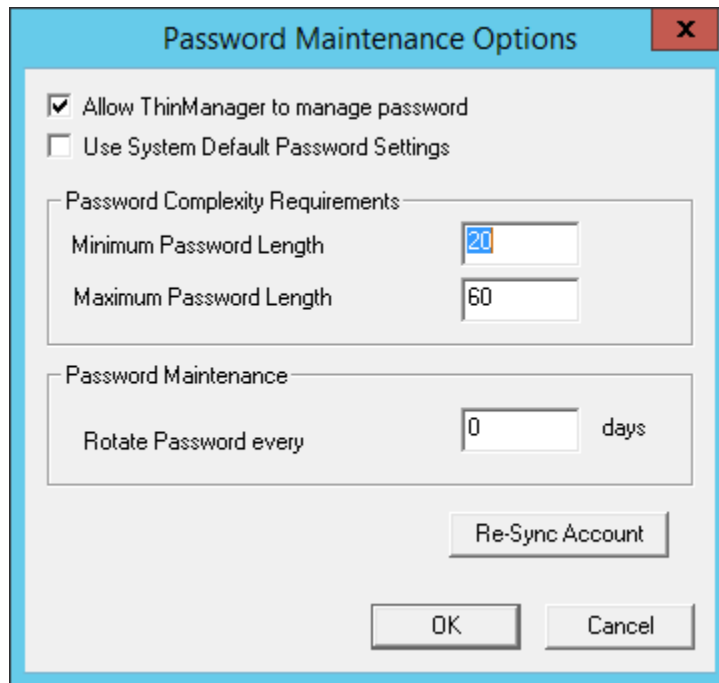 Password Maintenance Options
x
Allow ThinManager to manage password
Use System Default Password Settings
Password Complexity Requirements
Minimum Password Length 20
Maximum Password Length 60
Password Maintenance
Rotate Password every 0 days
Re-Sync Account
OK Cancel